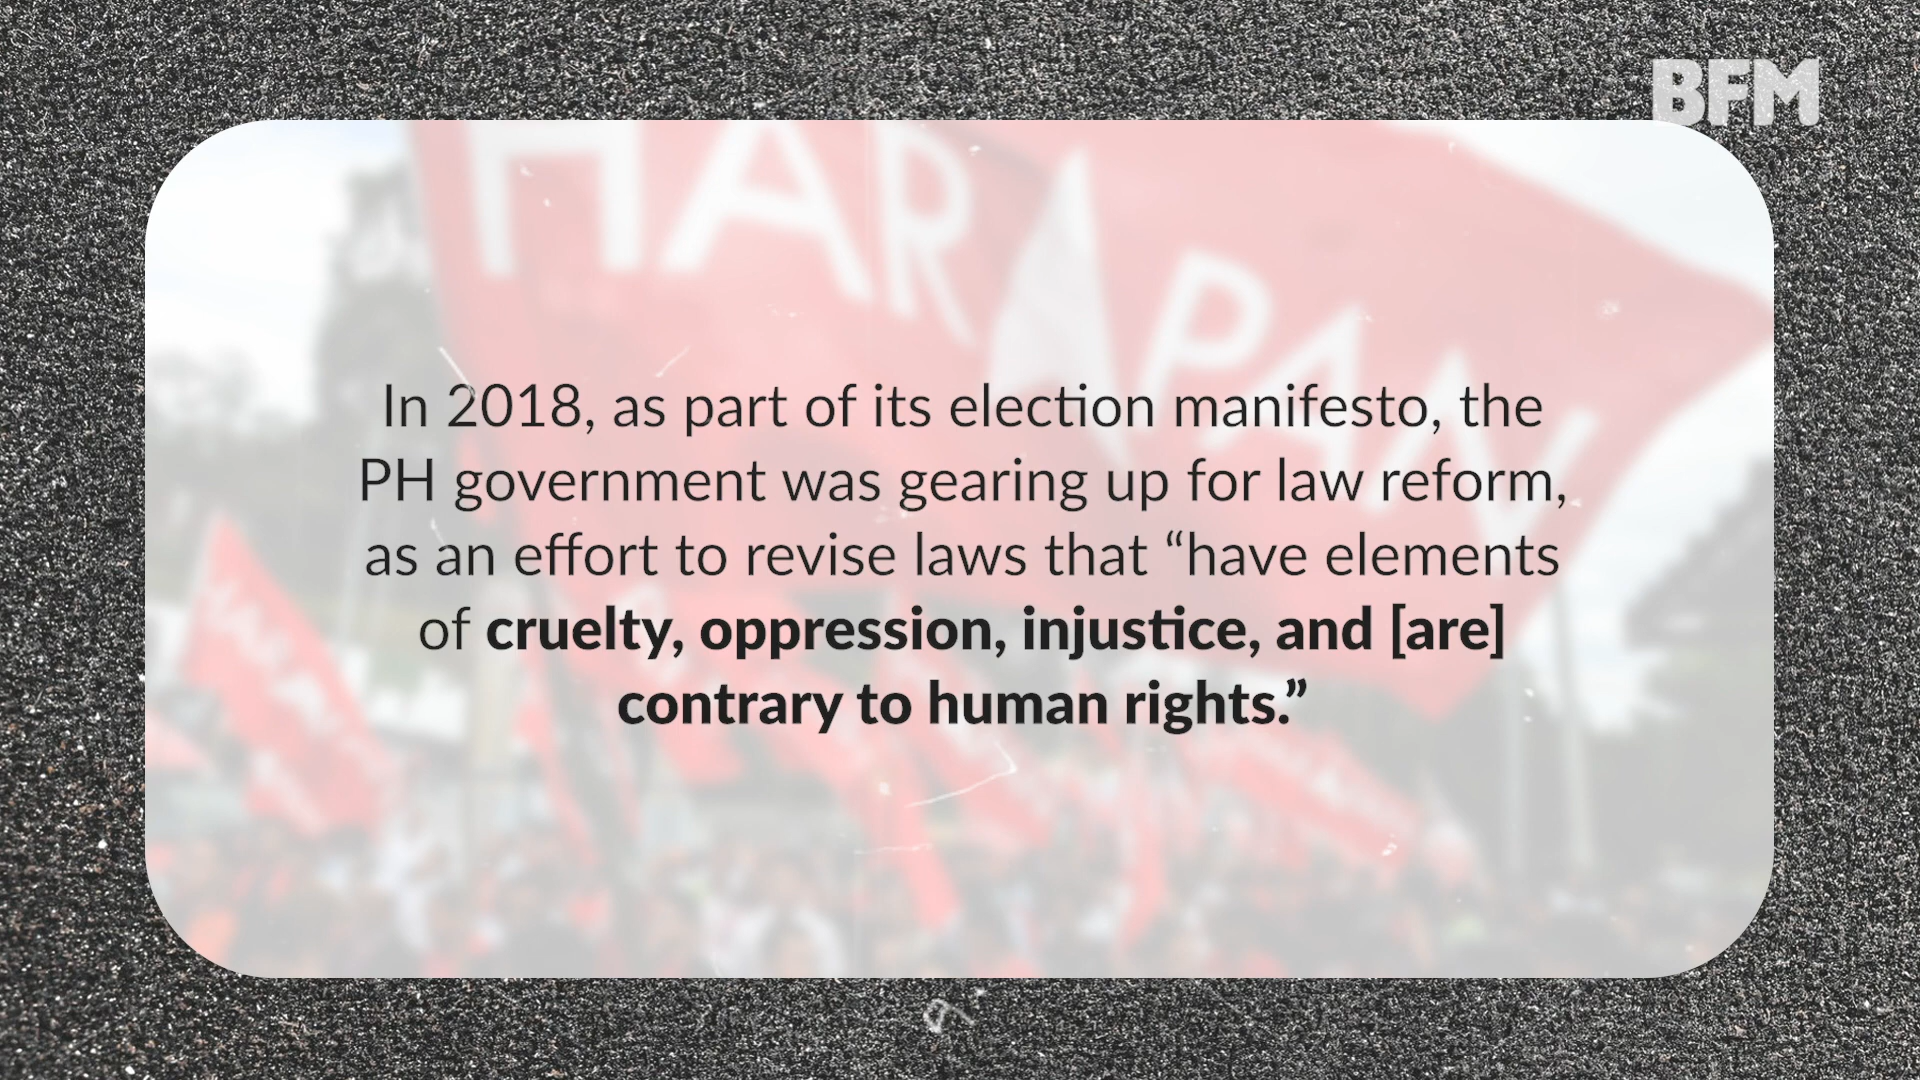 BFM
HARAPAN
In 2018, as part of its election manifesto, the
PH government was gearing up for law reform,
as an effort to revise laws that “have elements
of cruelty, oppression, injustice, and [are]
contrary to human rights.”